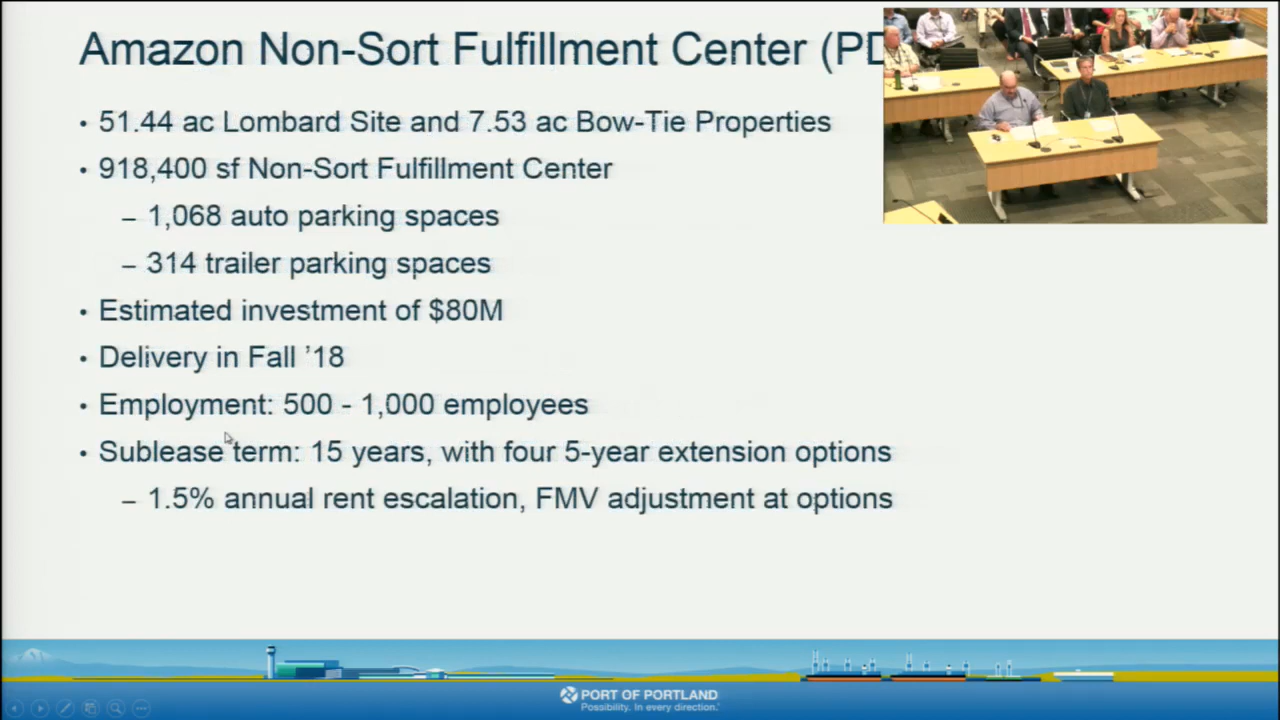 Amazon Non-Sort Fulfillment Center (PD
• 51.44 ac Lombard Site and 7.53 ac Bow-Tie Properties
• 918,400 sf Non-Sort Fulfillment Center
– 1,068 auto parking spaces
– 314 trailer parking spaces
• Estimated investment of $80M
• Delivery in Fall ’18
• Employment: 500 - 1,000 employees
• Sublease term: 15 years, with four 5-year extension options
– 1.5% annual rent escalation, FMV adjustment at options
PORT OF PORTLAND
Possibility. In every direction.